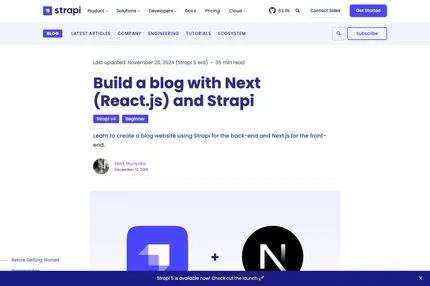 strapi
Product
Solutions
Developers
Docs
Pricing
Cloud
63.9k
Contact Sales
Get Started
BLOG
LATEST ARTICLES
COMPANY
ENGINEERING
TUTORIALS
ECOSYSTEM
Subscribe
Last updated November 20, 2024 (Strapi 5 era) • 35 min read
Build a blog with Next
(React.js) and Strapi
Strapi v4
Beginner
Learn to create a blog website using Strapi for the back-end and Next.js for the front-
end.
Mark Munyaka
December 12, 2019
Before Getting Started
Strapi 5 is available now! Check out the launch 🚀